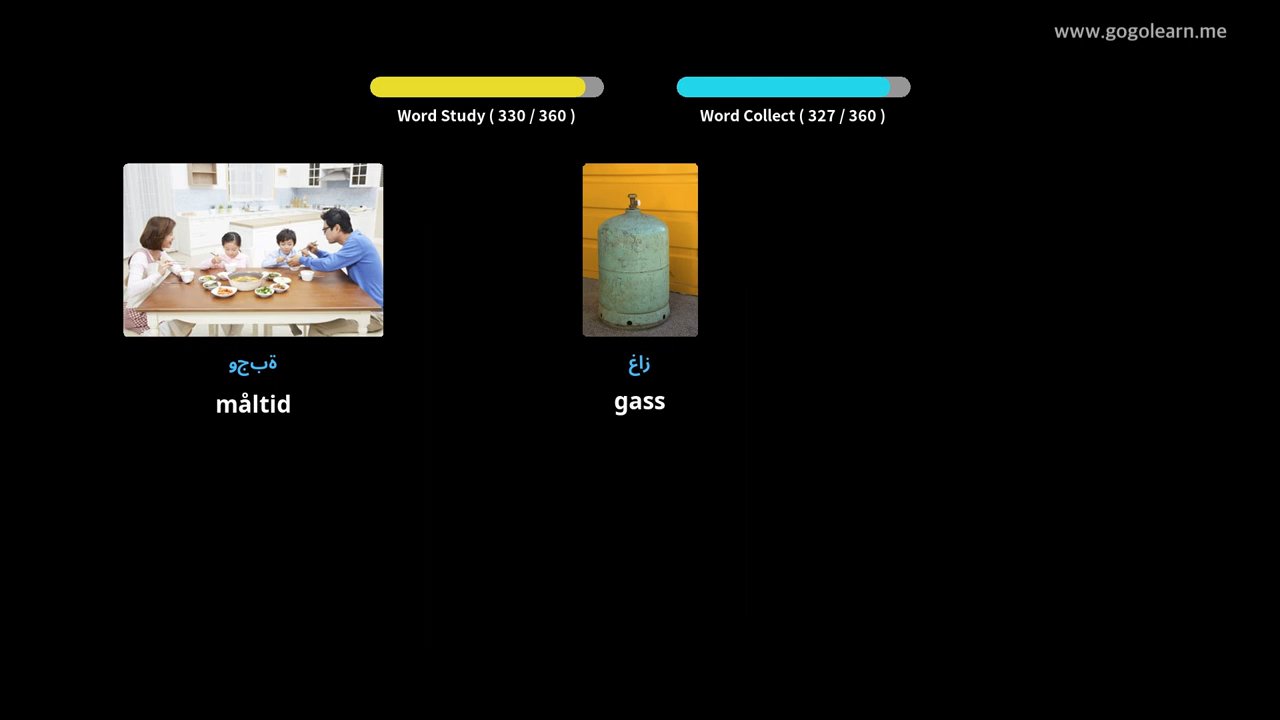 www.gogolearn.me
Word Study ( 330 / 360 )
Word Collect ( 327 / 360 )
وجبة
måltid
غاز
gass